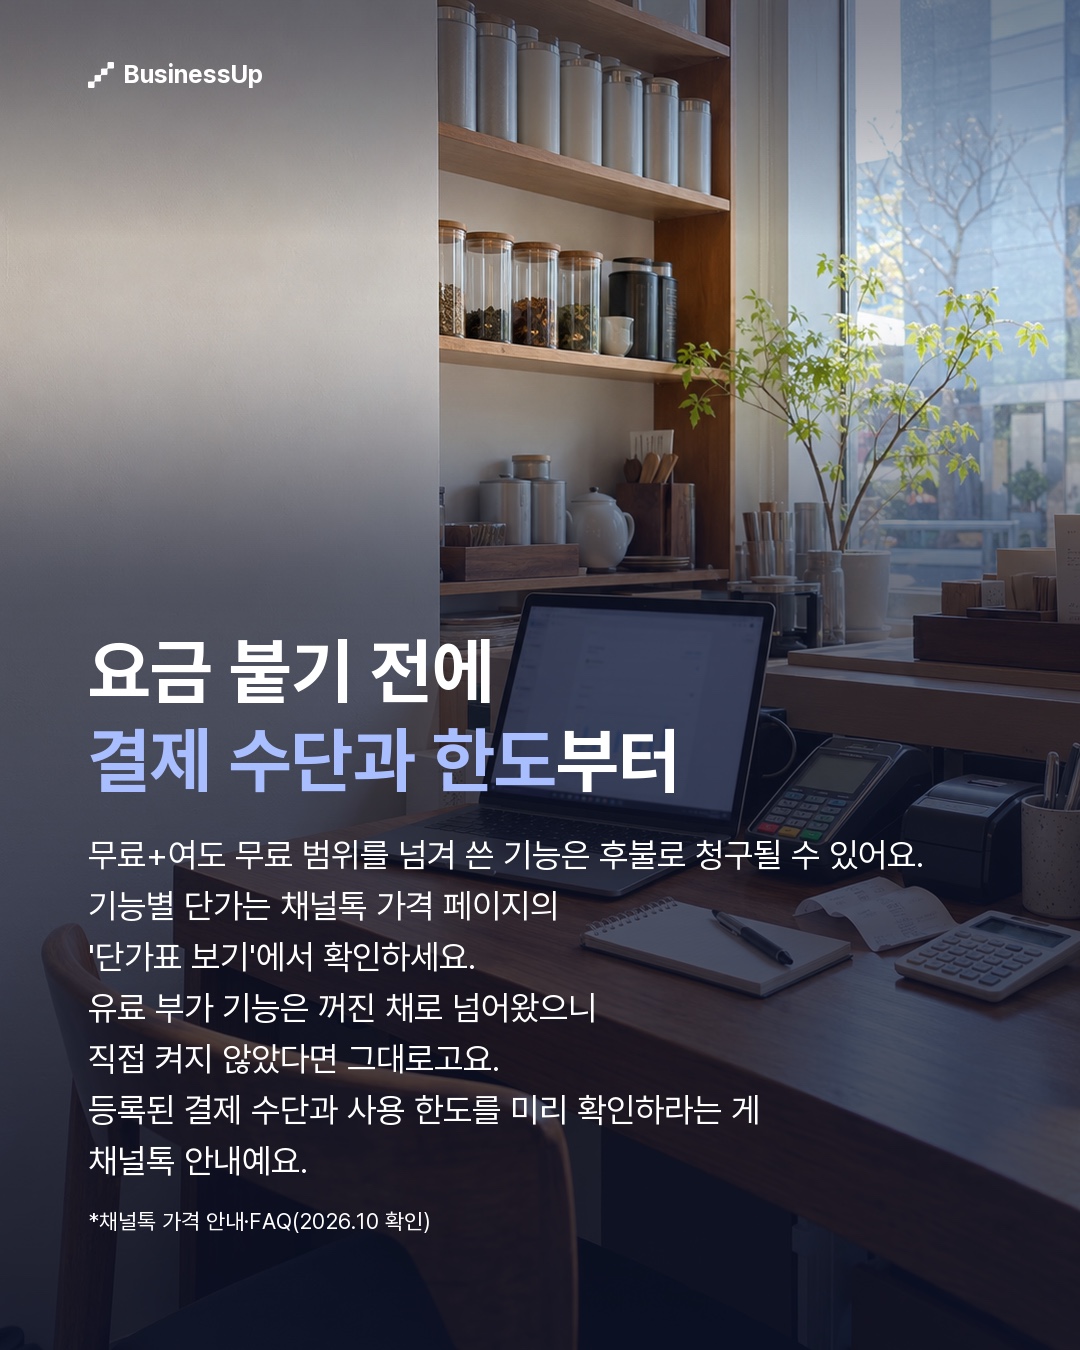 BusinessUp
요금 붙기 전에
결제 수단과 한도부터
무료+여도 무료 범위를 넘겨 쓴 기능은 후불로 청구될 수 있어요.
기능별 단가는 채널톡 가격 페이지의
'단가표 보기'에서 확인하세요.
유료 부가 기능은 꺼진 채로 넘어왔으니
직접 켜지 않았다면 그대로고요.
등록된 결제 수단과 사용 한도를 미리 확인하라는 게
채널톡 안내예요.
*채널톡 가격 안내·FAQ(2026.10 확인)